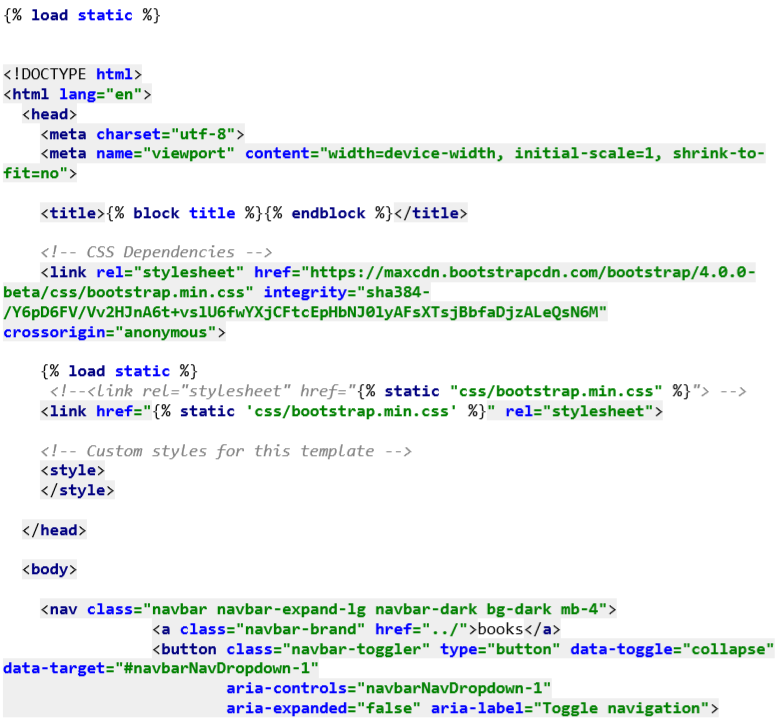 {% load static %}
<!DOCTYPE html>
<html lang="en">
<head>
<meta charset="utf-8">
<meta name="viewport" content="width=device-width, initial-scale=1, shrink-to-
fit=no">
<title>{% block title %}{% endblock %}</title>
<!-- CSS Dependencies -->
<link rel="stylesheet" href="https://maxcdn.bootstrapcdn.com/bootstrap/4.0.0-
beta/css/bootstrap.min.css" integrity="sha384-
/Y6pD6FV/Vv2HJnA6t+vslU6fwYXjCFtcEpHbNJ0lyAFsXTsjBbfaDjzALeQsN6M"
crossorigin="anonymous">
{% load static %}
<!--<link rel="stylesheet" href="{% static "css/bootstrap.min.css" %}"> -->
<link href="{% static 'css/bootstrap.min.css' %}" rel="stylesheet">
<!-- Custom styles for this template -->
<style>
</style>
</head>
<body>
<nav class="navbar navbar-expand-lg navbar-dark bg-dark mb-4">
<a class="navbar-brand" href="../">books</a>
<button class="navbar-toggler" type="button" data-toggle="collapse"
data-target="#navbarNavDropdown-1"
aria-controls="navbarNavDropdown-1"
aria-expanded="false" aria-label="Toggle navigation">